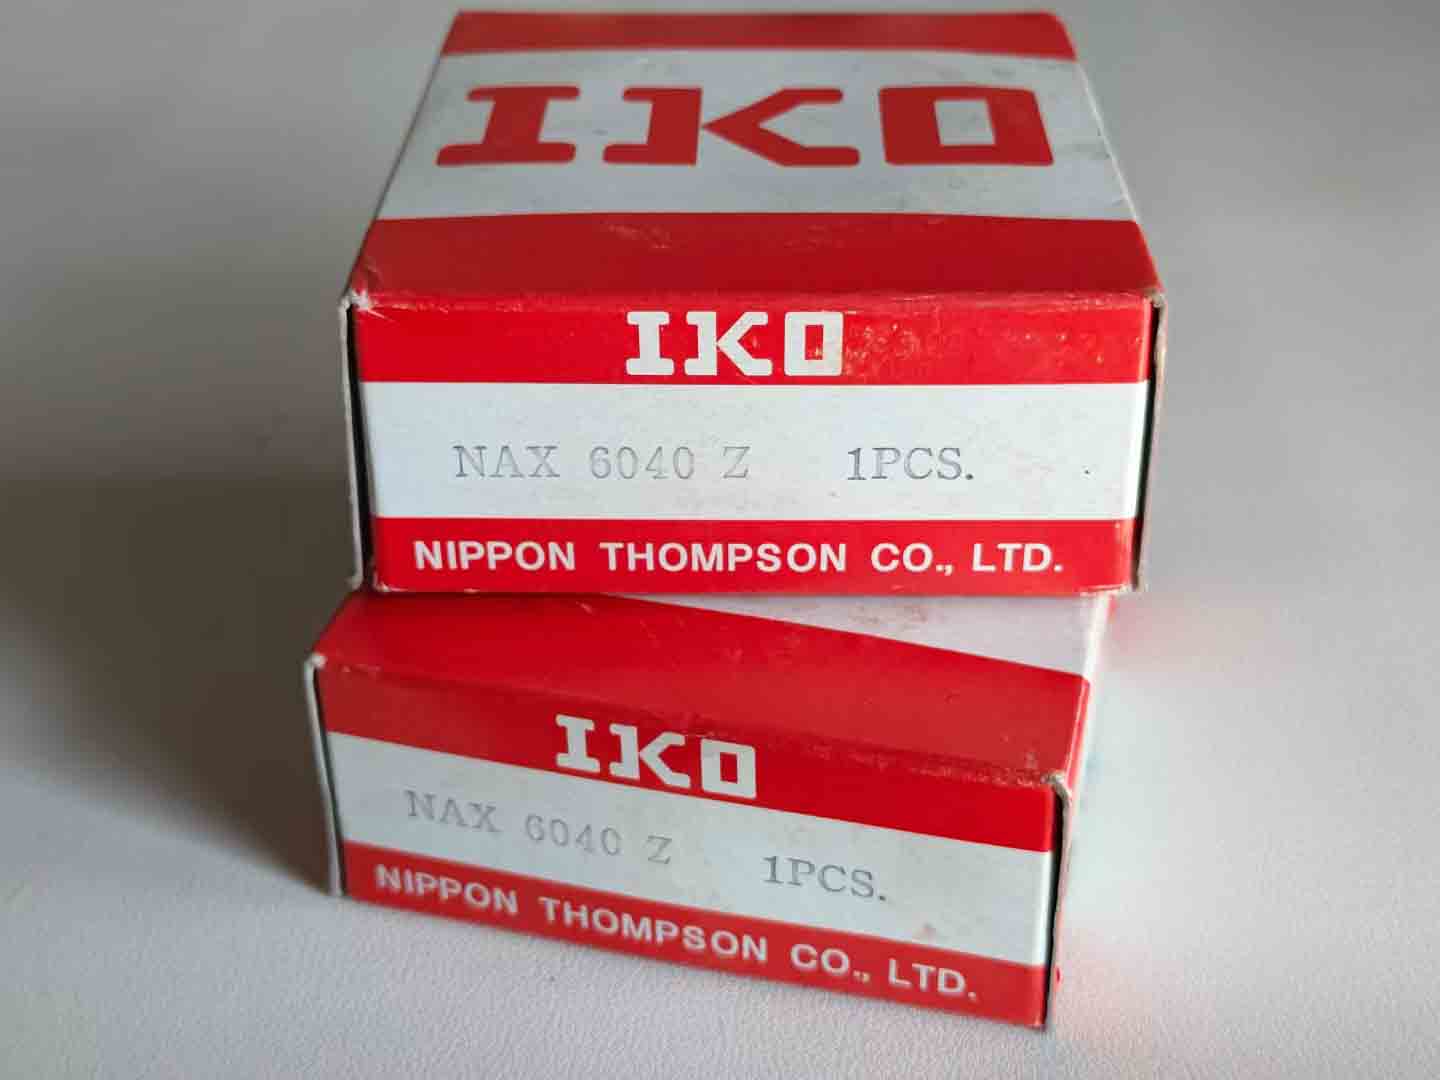 IKO
IKO
NAX 6040 Z 1PCS.
NIPPON THOMPSON CO., LTD.
IKO
NAX 6040 Z 1PCS.
NIPPON THOMPSON CO., LTD.